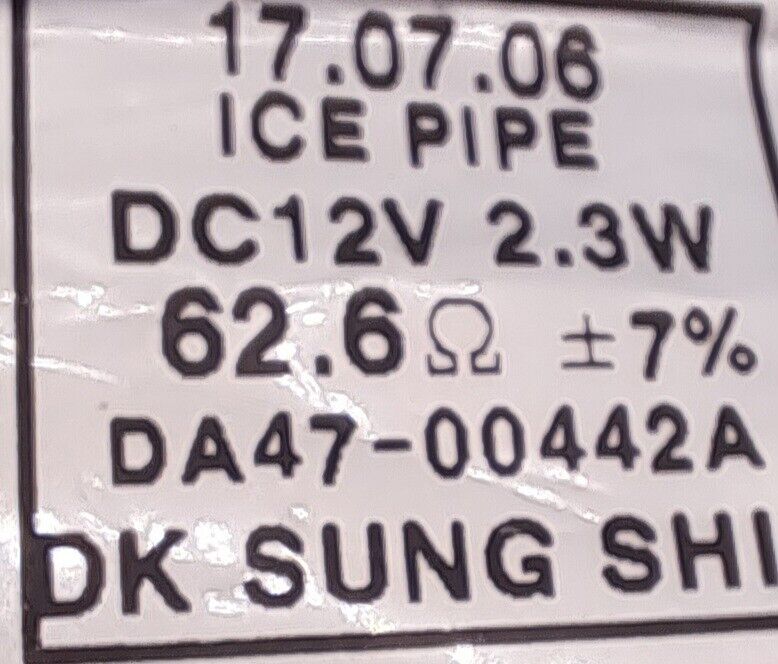 17.07.06
ICE PIPE
DC12V 2.3W
62.6Ω ±7%
DA47-00442A
DK SUNG SHI